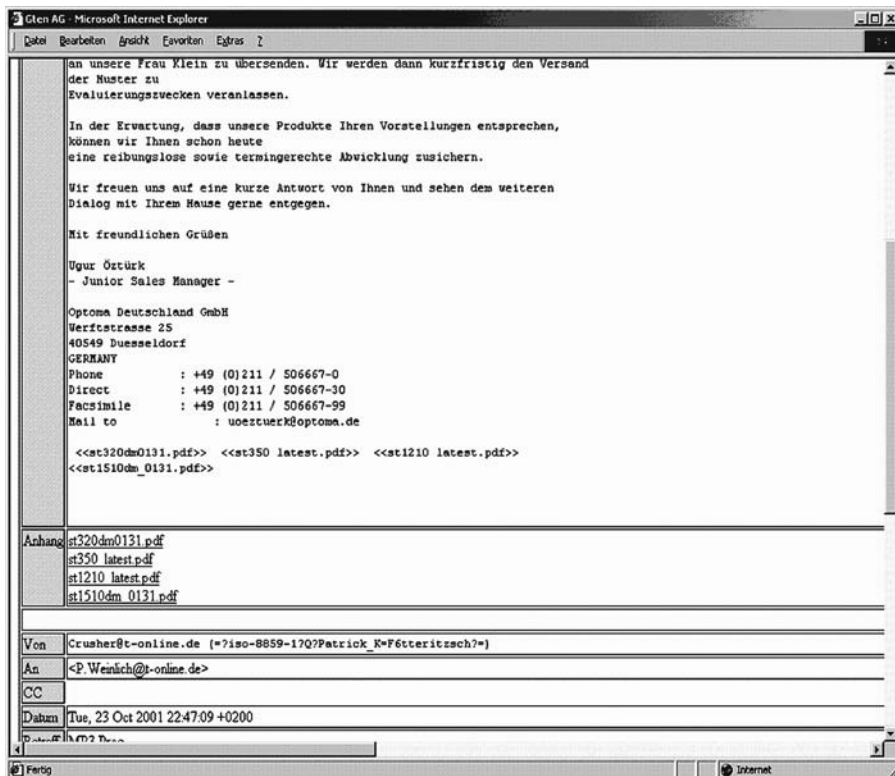 Gten AG - Microsoft Internet Explorer
Datei Bearbeiten Ansicht Favoriten Extras ?
an unsere Frau Klein zu übersenden. Wir werden dann kurzfristig den Versand
der Muster zu
Evaluierungszwecken veranlassen.
In der Erwartung, dass unsere Produkte Ihren Vorstellungen entsprechen,
können wir Ihnen schon heute
eine reibungslose sowie termingerechte Abwicklung zusichern.
Wir freuen uns auf eine kurze Antwort von Ihnen und sehen dem weiteren
Dialog mit Ihrem Hause gerne entgegen.
Mit freundlichen Grüßen
Ugur Öztürk
- Junior Sales Manager -
Optoma Deutschland GmbH
Werftstrasse 25
40549 Duesseldorf
GERMANY
Phone : +49 (0)211 / 506667-0
Direct : +49 (0)211 / 506667-30
Facsimile : +49 (0)211 / 506667-99
Mail to : uoeztuerk@optoma.de
<<st320dm0131.pdf>> <<st350 latest.pdf>> <<st1210 latest.pdf>>
<<st1510dm_0131.pdf>>
Anhang st320dm0131.pdf
st350_latest.pdf
st1210_latest.pdf
st1510dm_0131.pdf
Von Crusher@t-online.de (=?iso-8859-1?Q?Patrick_K=F6tteritzsch?=)
An <P.Weinlich@t-online.de>
CC
Datum Tue, 23 Oct 2001 22:47:09 +0200
Betreff MP3 Prog
Fertig Internet